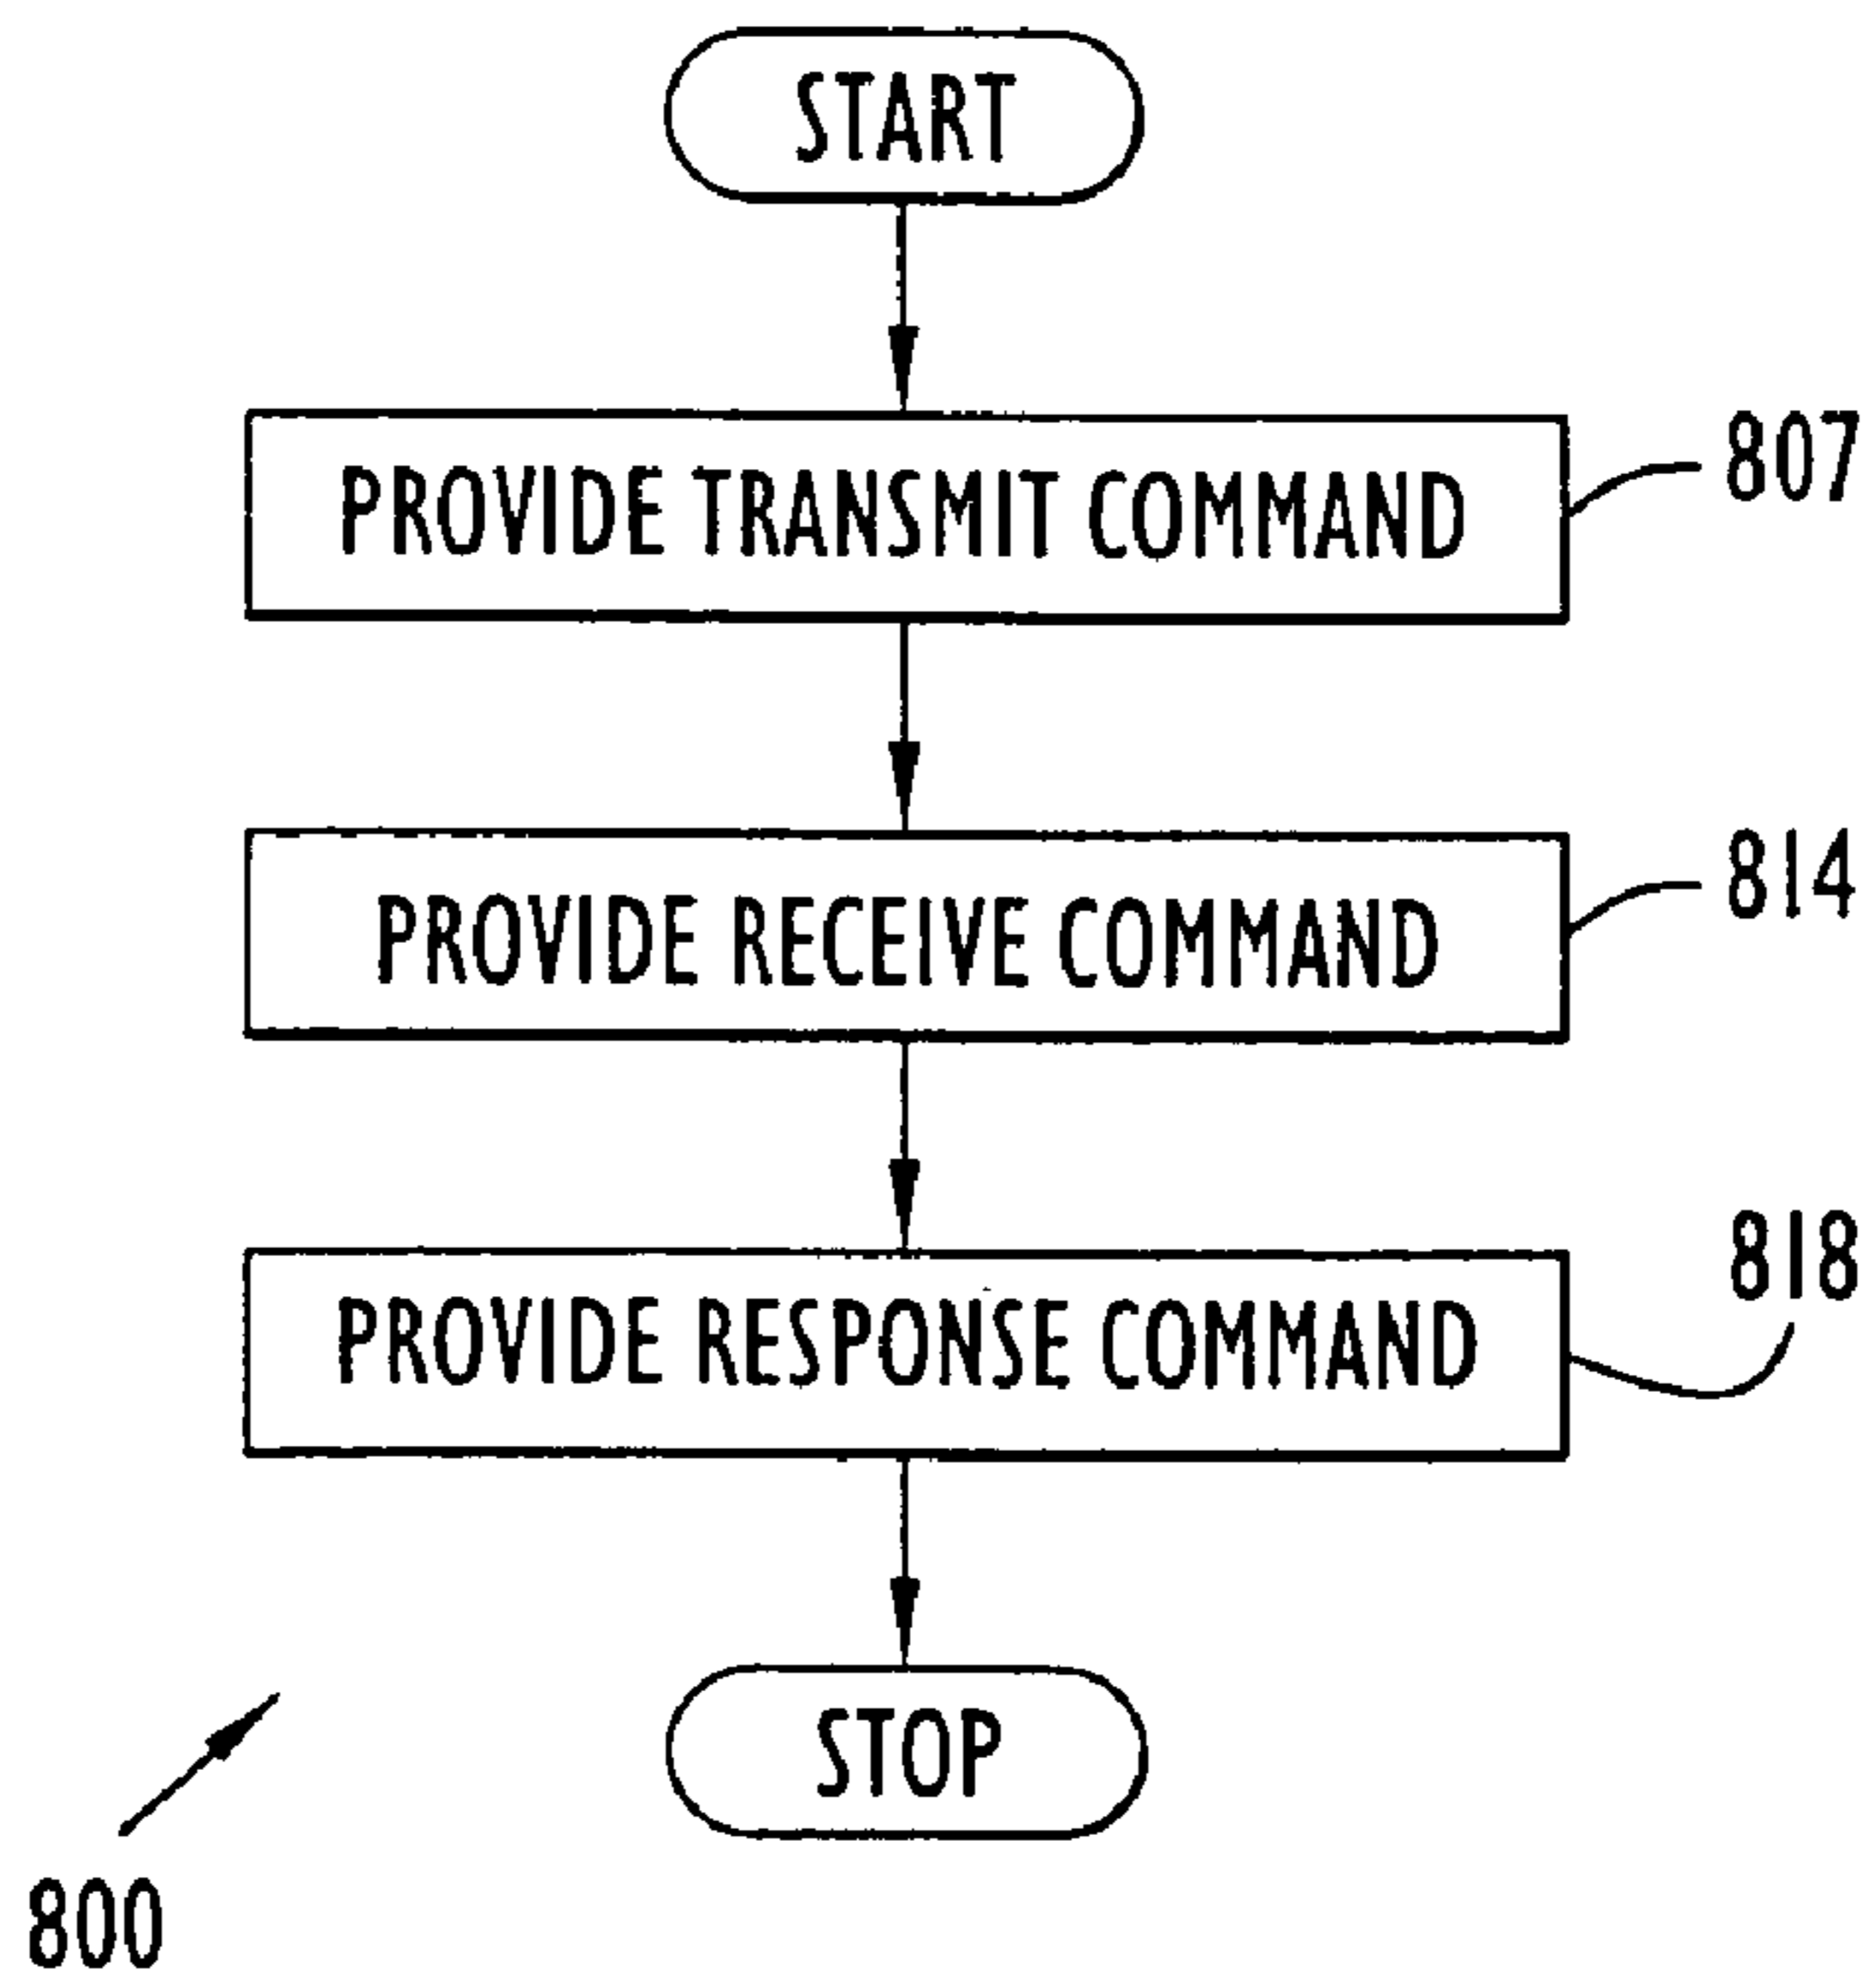 START
PROVIDE TRANSMIT COMMAND
807
PROVIDE RECEIVE COMMAND
814
PROVIDE RESPONSE COMMAND
818
STOP
800